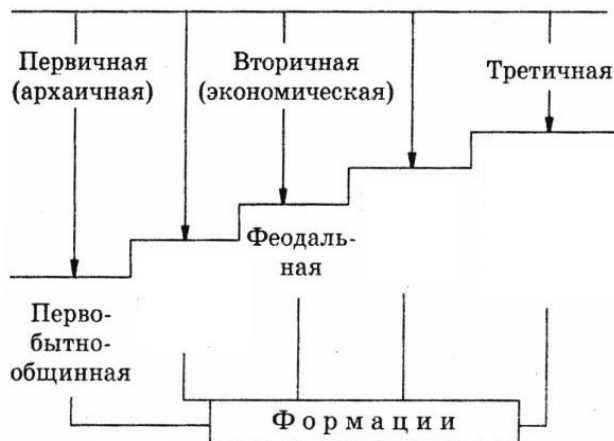 Первичная
(архаичная)
Вторичная
(экономическая)
Третичная
Феодаль-
ная
Перво-
бытно-
общинная
Формации